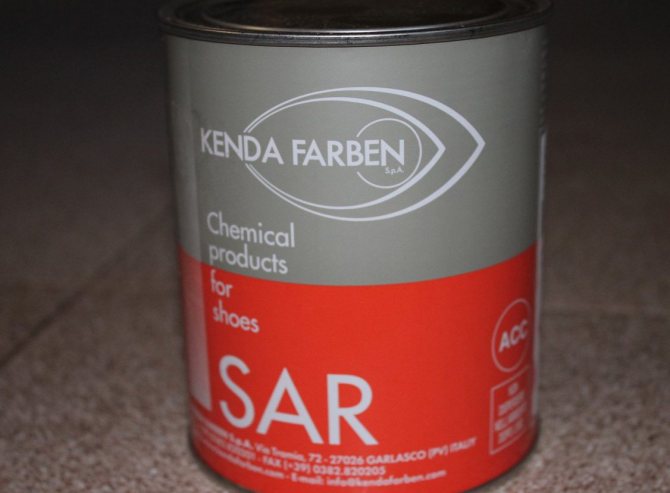 KENDA FARBEN
S.p.A.
Chemical
products
for
shoes
ACC
SAR
S.p.A. Via Tramia, 72 - 27026 GARLASCO (PV) ITALY
- FAX (+39) 0382.820205
- E-mail: info@kendafarben.com